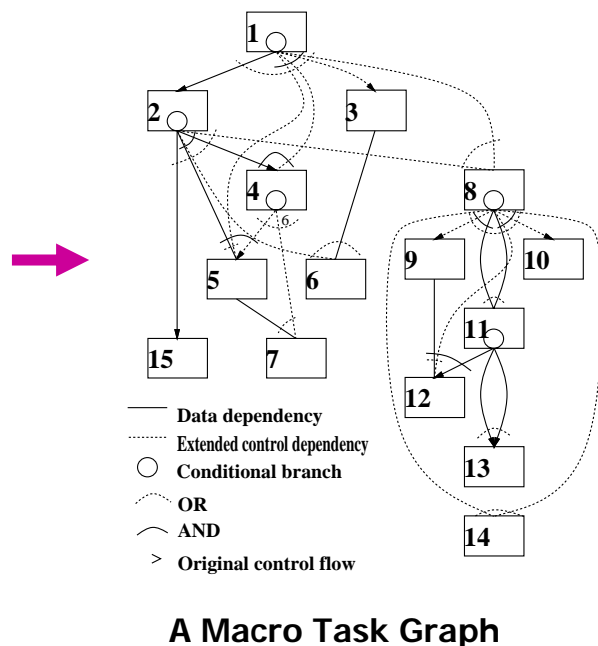 1
2
3
4
8
6
5
6
9
10
11
15
7
12
Data dependency
Extended control dependency
Conditional branch
13
OR
AND
14
Original control flow
A Macro Task Graph